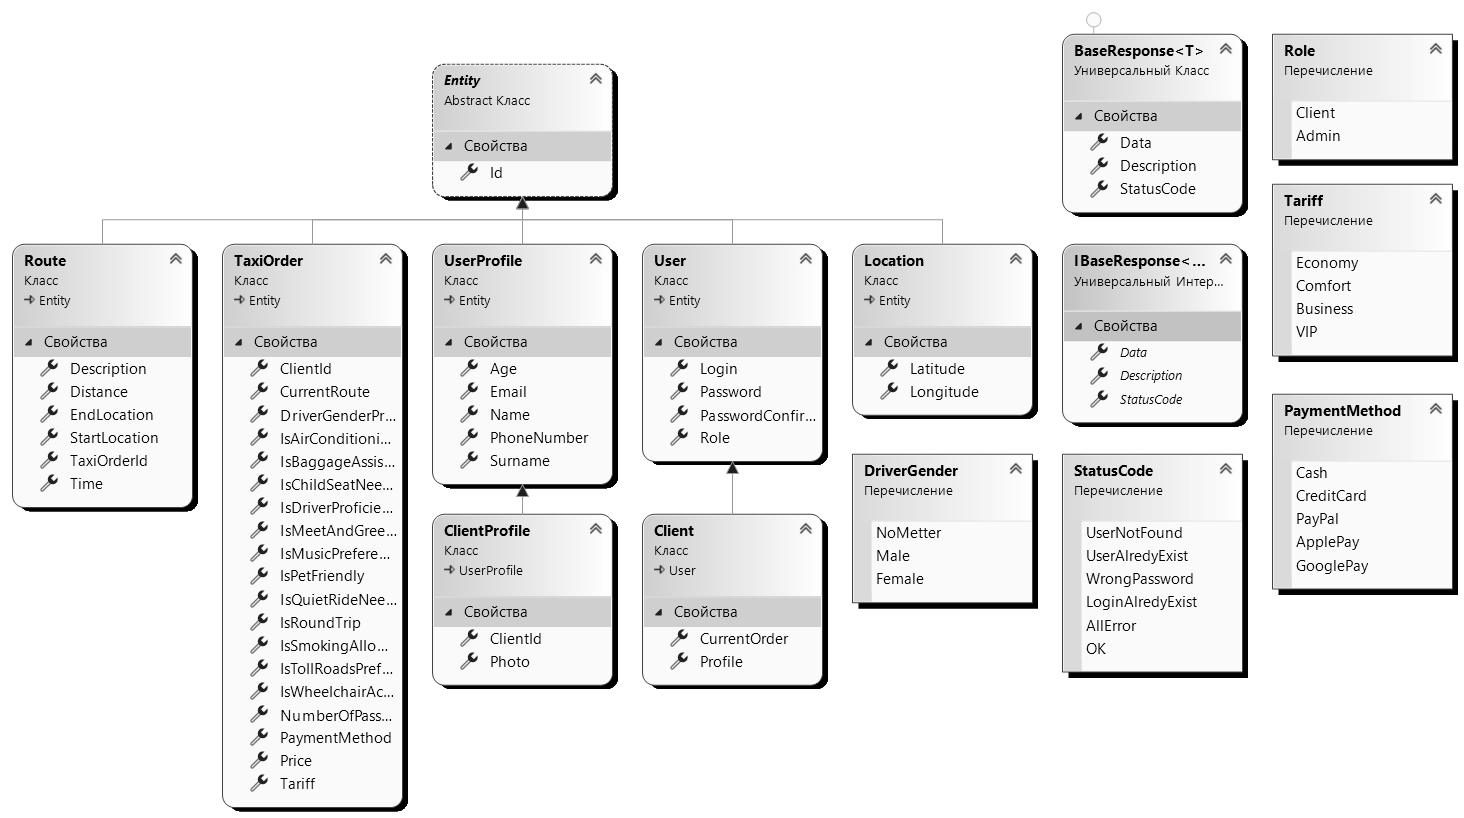 Entity
Abstract Класс
Свойства
Id
Route
Класс
Entity
Свойства
Description
Distance
EndLocation
StartLocation
TaxiOrderId
Time
TaxiOrder
Класс
Entity
Свойства
ClientId
CurrentRoute
DriverGenderPr...
IsAirConditioni...
IsBaggageAssis...
IsChildSeatNee...
IsDriverProficie...
IsMeetAndGree...
IsMusicPrefere...
IsPetFriendly
IsQuietRideNee...
IsRoundTrip
IsSmokingAllo...
IsTollRoadsPref...
IsWheelchairAc...
NumberOfPass...
PaymentMethod
Price
Tariff
UserProfile
Класс
Entity
Свойства
Age
Email
Name
PhoneNumber
Surname
ClientProfile
Класс
UserProfile
Свойства
ClientId
Photo
User
Класс
Entity
Свойства
Login
Password
PasswordConfir...
Role
Client
Класс
User
Свойства
CurrentOrder
Profile
Location
Класс
Entity
Свойства
Latitude
Longitude
DriverGender
Перечисление
NoMetter
Male
Female
BaseResponse<T>
Универсальный Класс
Свойства
Data
Description
StatusCode
IBaseResponse<...
Универсальный Интер...
Свойства
Data
Description
StatusCode
StatusCode
Перечисление
UserNotFound
UserAlredyExist
WrongPassword
LoginAlredyExist
AllError
OK
Role
Перечисление
Client
Admin
Tariff
Перечисление
Economy
Comfort
Business
VIP
PaymentMethod
Перечисление
Cash
CreditCard
PayPal
ApplePay
GooglePay